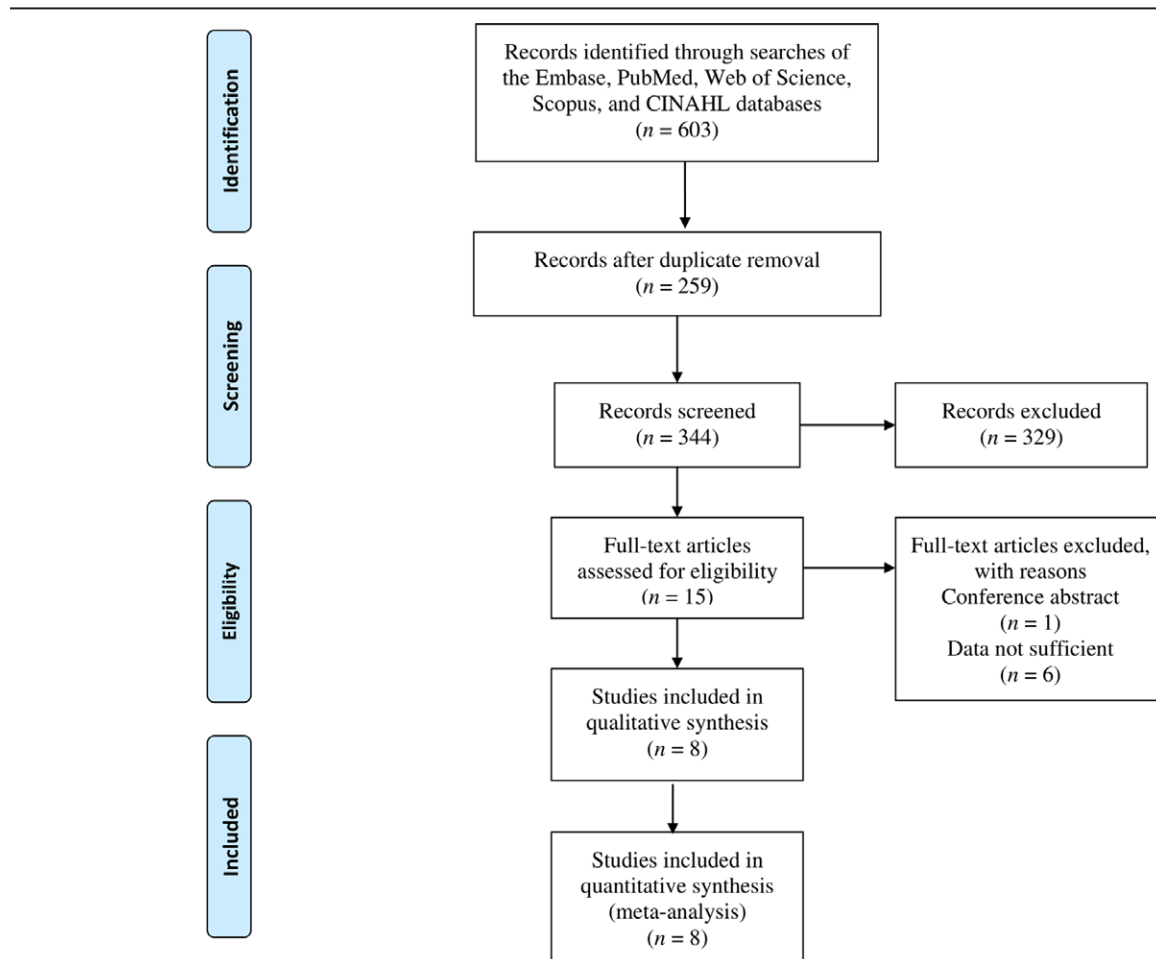 Identification
Records identified through searches of
the Embase, PubMed, Web of Science,
Scopus, and CINAHL databases
(n = 603)
Records after duplicate removal
(n = 259)
Screening
Records screened
(n = 344)
Records excluded
(n = 329)
Eligibility
Full-text articles
assessed for eligibility
(n = 15)
Full-text articles excluded,
with reasons
Conference abstract
(n = 1)
Data not sufficient
(n = 6)
Studies included in
qualitative synthesis
(n = 8)
Included
Studies included in
quantitative synthesis
(meta-analysis)
(n = 8)